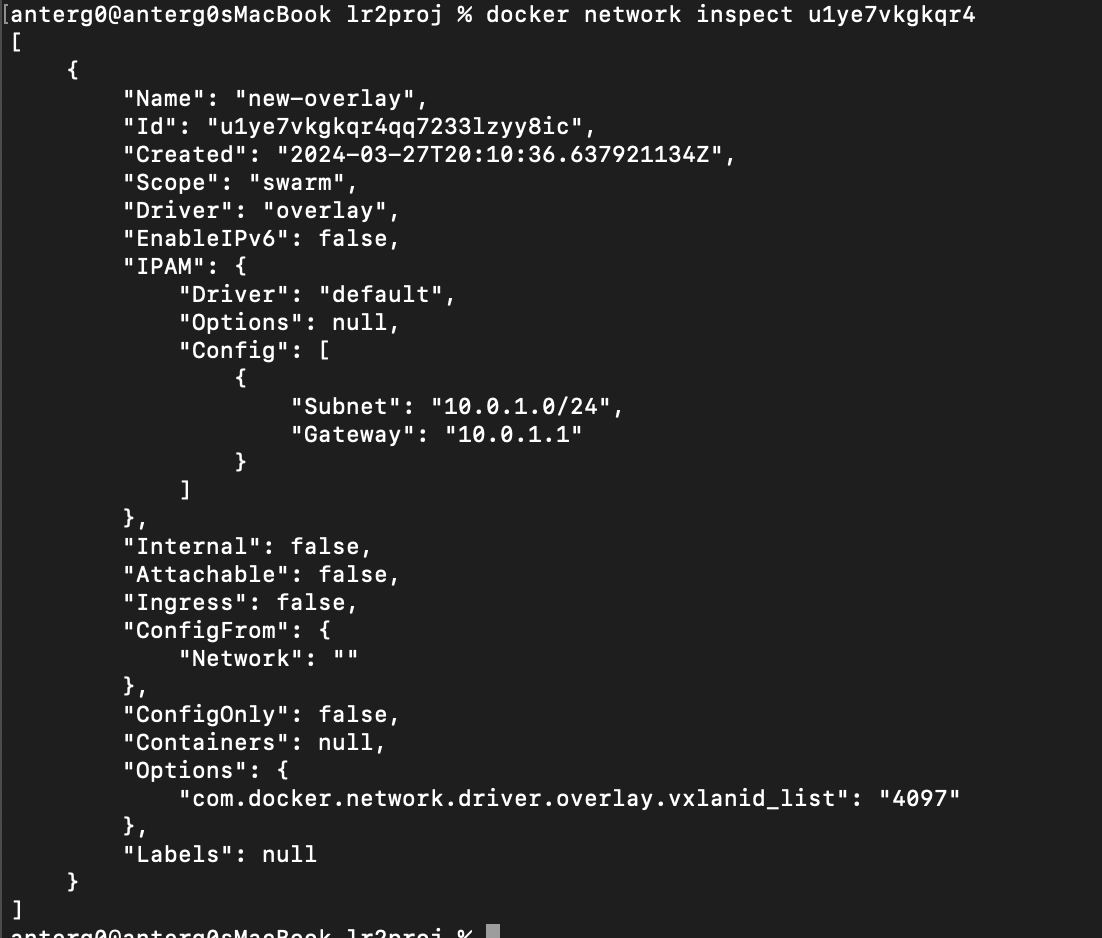 [anterg0@anterg0sMacBook lr2proj % docker network inspect u1ye7vkgkqr4
[
    {
        "Name": "new-overlay",
        "Id": "u1ye7vkgkqr4qq7233lzyy8ic",
        "Created": "2024-03-27T20:10:36.637921134Z",
        "Scope": "swarm",
        "Driver": "overlay",
        "EnableIPv6": false,
        "IPAM": {
            "Driver": "default",
            "Options": null,
            "Config": [
                {
                    "Subnet": "10.0.1.0/24",
                    "Gateway": "10.0.1.1"
                }
            ]
        },
        "Internal": false,
        "Attachable": false,
        "Ingress": false,
        "ConfigFrom": {
            "Network": ""
        },
        "ConfigOnly": false,
        "Containers": null,
        "Options": {
            "com.docker.network.driver.overlay.vxlanid_list": "4097"
        },
        "Labels": null
    }
]
anterg0@anterg0sMacBook lr2proj %